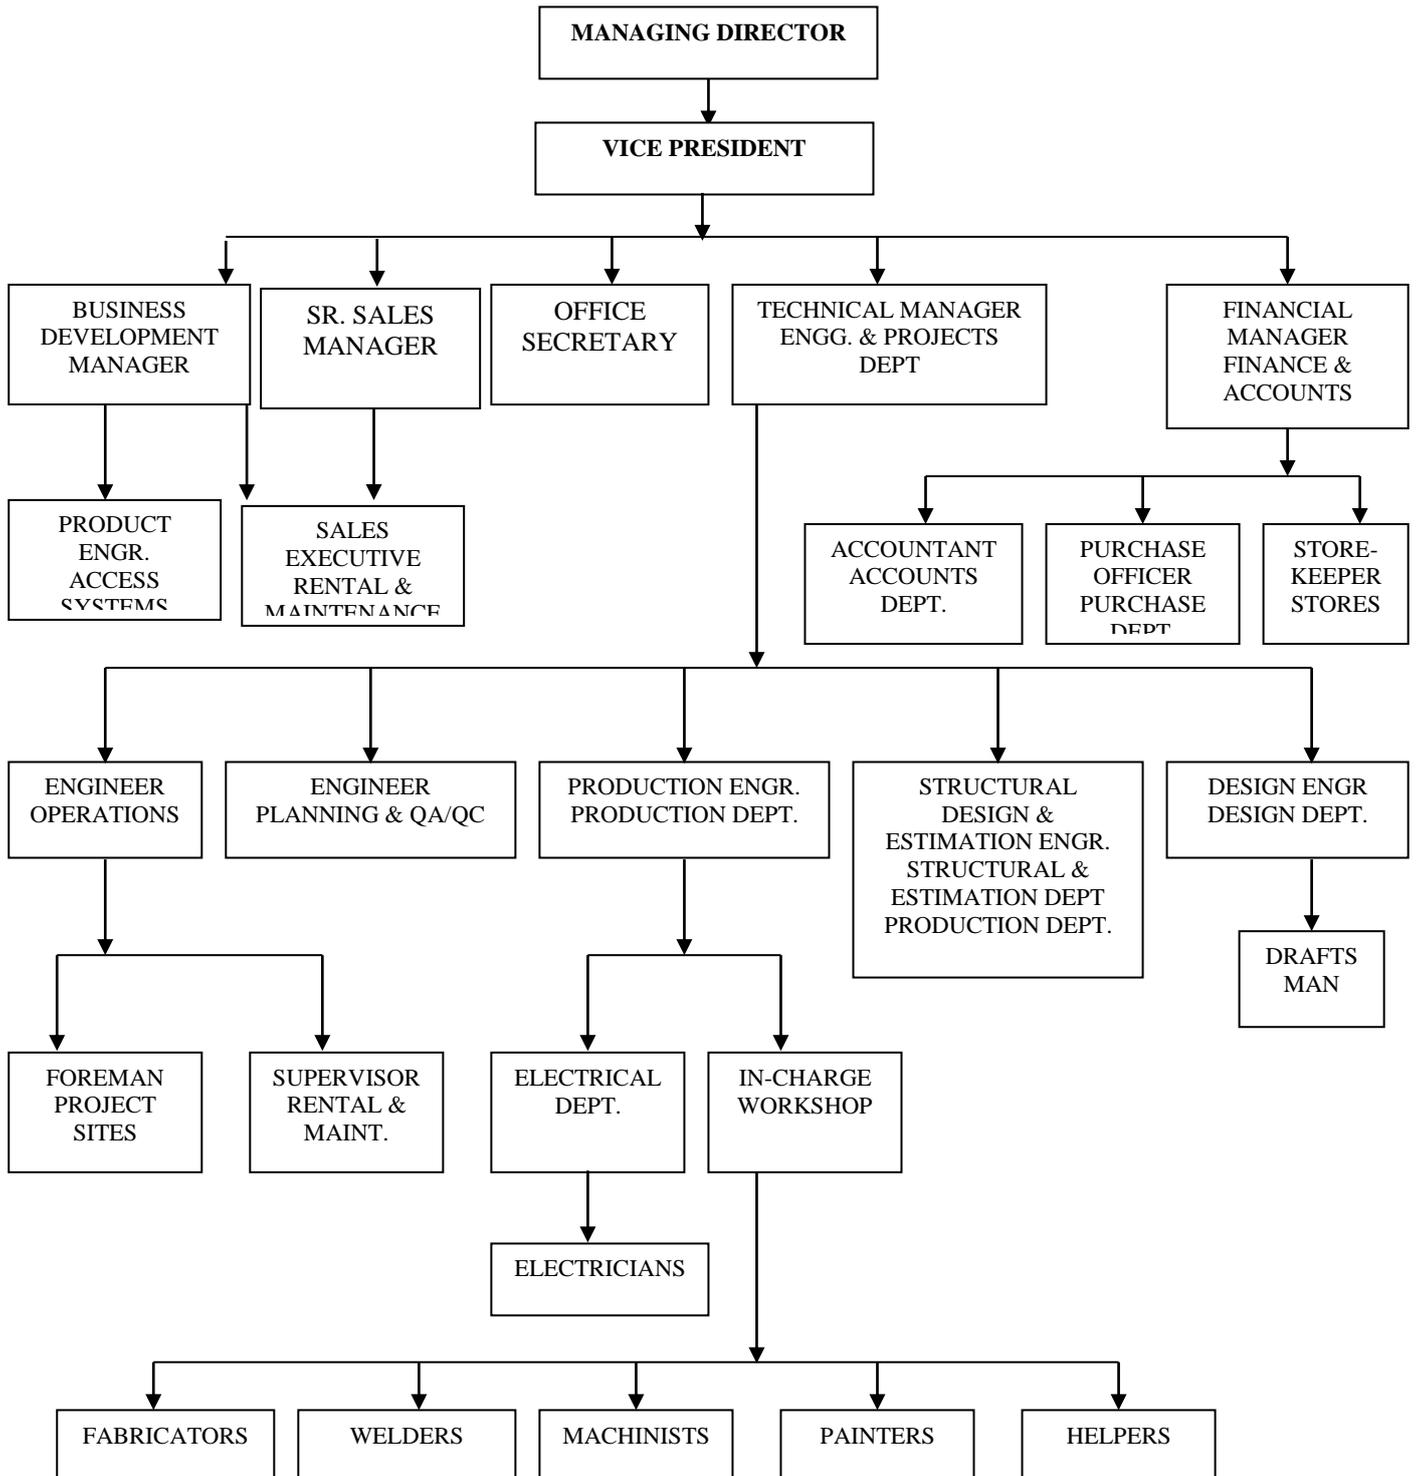 MANAGING DIRECTOR
VICE PRESIDENT
BUSINESS
DEVELOPMENT
MANAGER
SR. SALES
MANAGER
OFFICE
SECRETARY
TECHNICAL MANAGER
ENGG. & PROJECTS
DEPT
FINANCIAL
MANAGER
FINANCE &
ACCOUNTS
PRODUCT
ENGR.
ACCESS
SYSTEMS
SALES
EXECUTIVE
RENTAL &
MAINTENANCE
ACCOUNTANT
ACCOUNTS
DEPT.
PURCHASE
OFFICER
PURCHASE
DEPT
STORE-
KEEPER
STORES
ENGINEER
OPERATIONS
ENGINEER
PLANNING & QA/QC
PRODUCTION ENGR.
PRODUCTION DEPT.
STRUCTURAL
DESIGN &
ESTIMATION ENGR.
STRUCTURAL &
ESTIMATION DEPT
PRODUCTION DEPT.
DESIGN ENGR
DESIGN DEPT.
DRAFTS
MAN
FOREMAN
PROJECT
SITES
SUPERVISOR
RENTAL &
MAINT.
ELECTRICAL
DEPT.
IN-CHARGE
WORKSHOP
ELECTRICIANS
FABRICATORS
WELDERS
MACHINISTS
PAINTERS
HELPERS